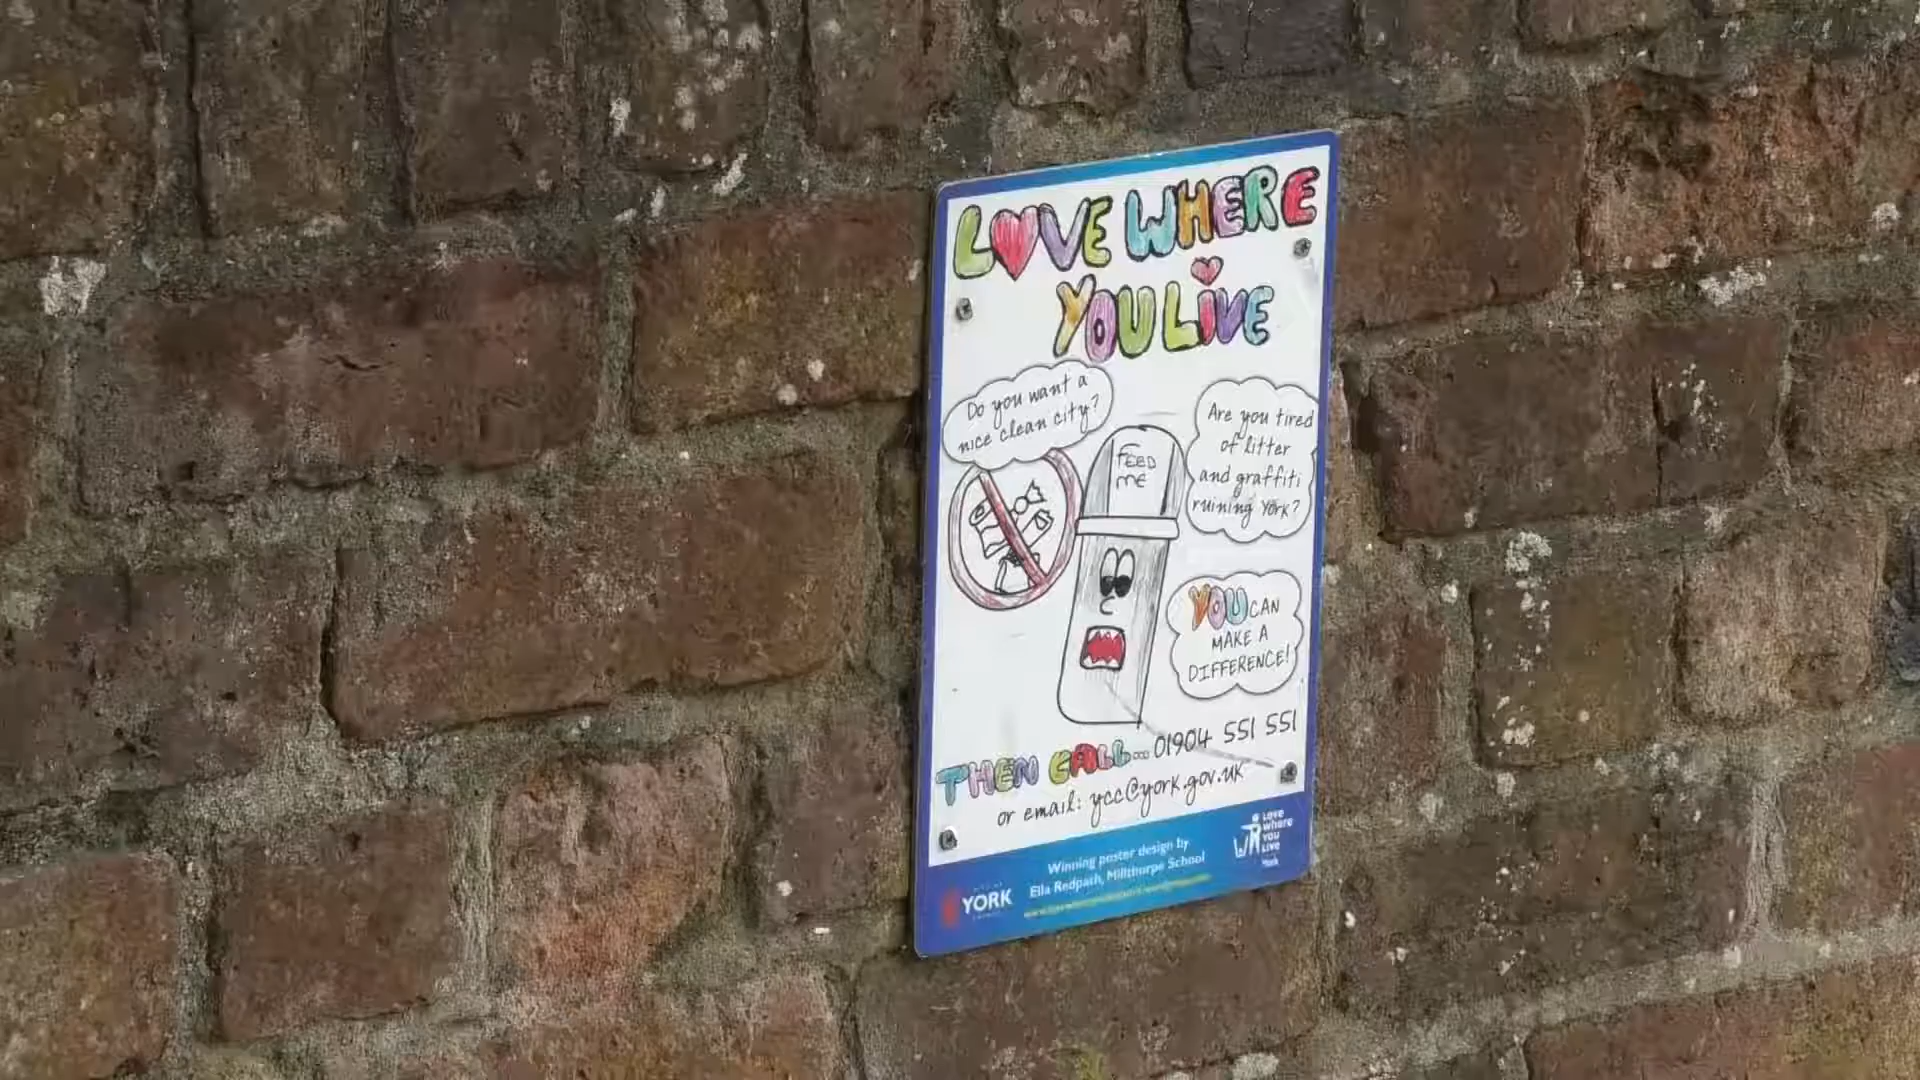 LOVE WHERE
YOU LIVE
Do you want a
nice clean city?
Are you tired
of litter
and graffiti
ruining York?
FEED
ME
YOU CAN
MAKE A
DIFFERENCE!
THEN CALL... 01904 551 551
or email: ycc@york.gov.uk
Winning poster design by
Ella Redpath, Millthorpe School
YORK
Love
where
you
live
York